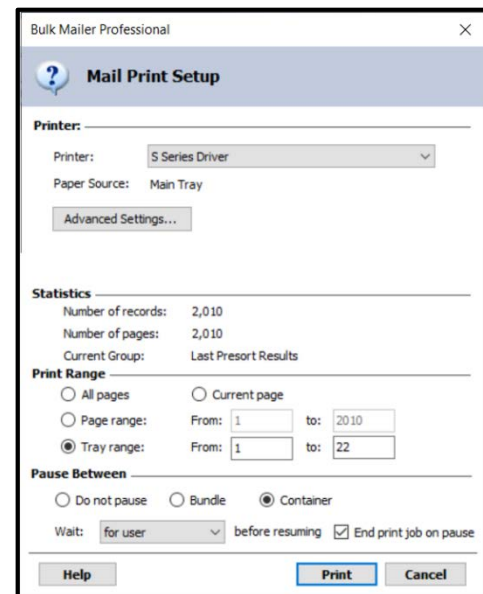 Bulk Mailer Professional
Mail Print Setup
Printer:
Printer: S Series Driver
Paper Source: Main Tray
Advanced Settings...
Statistics
Number of records: 2,010
Number of pages: 2,010
Current Group: Last Presort Results
Print Range
All pages Current page
Page range: From: 1 to: 2010
Tray range: From: 1 to: 22
Pause Between
Do not pause Bundle Container
Wait: for user before resuming End print job on pause
Help Print Cancel